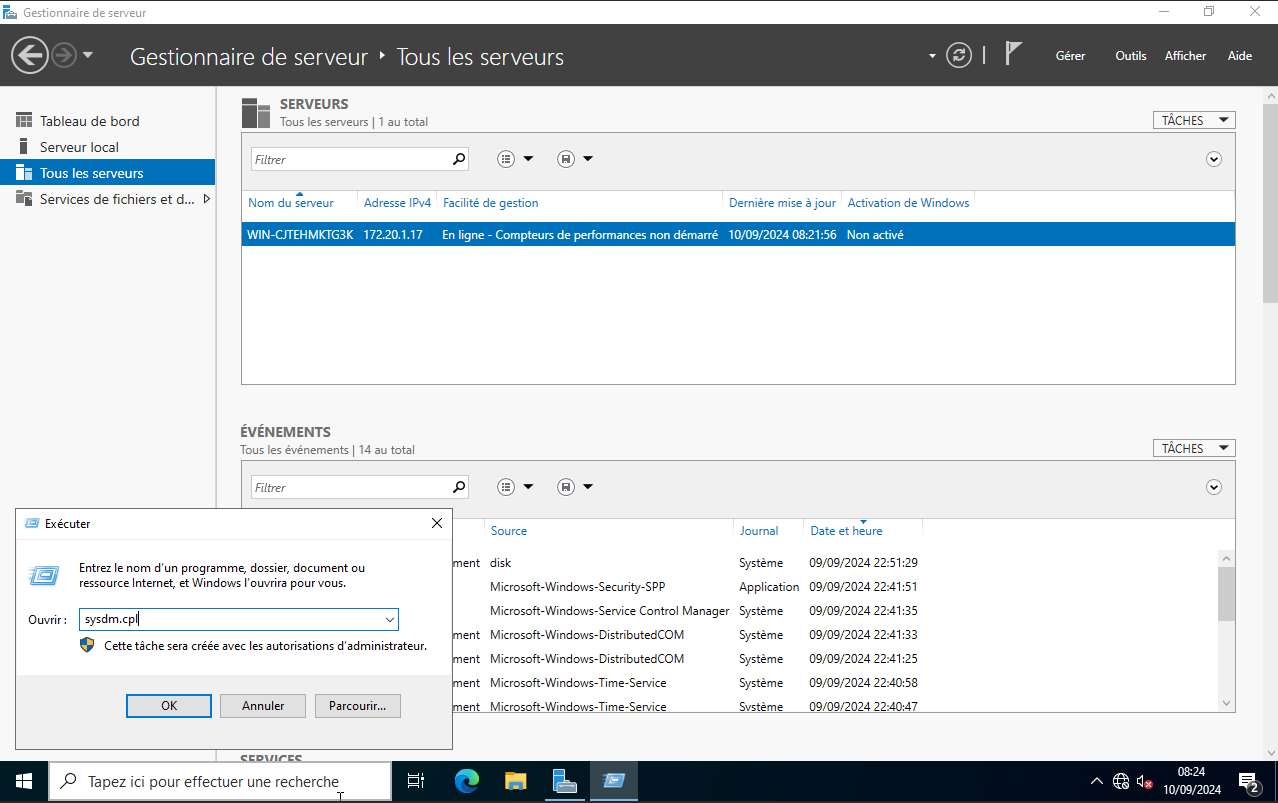 Gestionnaire de serveur
Gestionnaire de serveur ‣ Tous les serveurs
Gérer Outils Afficher Aide
Tableau de bord
Serveur local
Tous les serveurs
Services de fichiers et d...
SERVEURS
Tous les serveurs | 1 au total
TÂCHES
Filtrer
Nom du serveur Adresse IPv4 Facilité de gestion Dernière mise à jour Activation de Windows
WIN-CJTEHMKTG3K 172.20.1.17 En ligne - Compteurs de performances non démarré 10/09/2024 08:21:56 Non activé
ÉVÉNEMENTS
Tous les événements | 14 au total
TÂCHES
Filtrer
Source Journal Date et heure
ment disk Système 09/09/2024 22:51:29
Microsoft-Windows-Security-SPP Application 09/09/2024 22:41:51
Microsoft-Windows-Service Control Manager Système 09/09/2024 22:41:35
ment Microsoft-Windows-DistributedCOM Système 09/09/2024 22:41:33
ment Microsoft-Windows-DistributedCOM Système 09/09/2024 22:41:25
ment Microsoft-Windows-Time-Service Système 09/09/2024 22:40:58
ment Microsoft-Windows-Time-Service Système 09/09/2024 22:40:47
SERVICES
Exécuter
Entrez le nom d'un programme, dossier, document ou
ressource Internet, et Windows l'ouvrira pour vous.
Ouvrir : sysdm.cpl
Cette tâche sera créée avec les autorisations d'administrateur.
OK Annuler Parcourir...
Tapez ici pour effectuer une recherche
08:24
10/09/2024
2